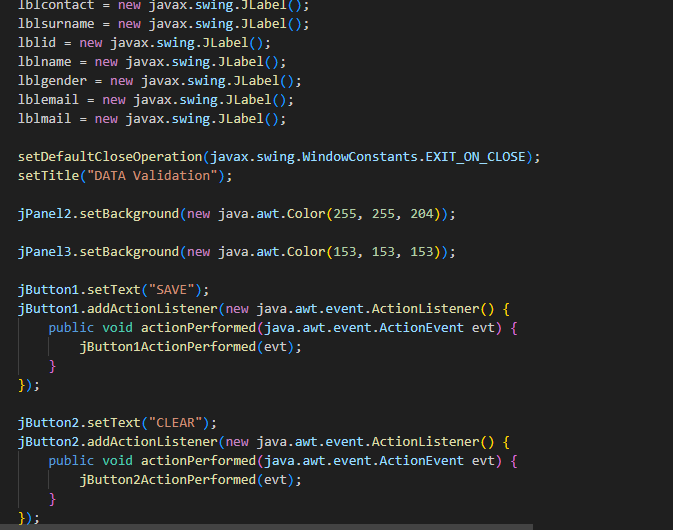 lblcontact = new javax.swing.JLabel();
lblsurname = new javax.swing.JLabel();
lblid = new javax.swing.JLabel();
lblname = new javax.swing.JLabel();
lblgender = new javax.swing.JLabel();
lblemail = new javax.swing.JLabel();
lblmail = new javax.swing.JLabel();
setDefaultCloseOperation(javax.swing.WindowConstants.EXIT_ON_CLOSE);
setTitle("DATA Validation");
jPanel2.setBackground(new java.awt.Color(255, 255, 204));
jPanel3.setBackground(new java.awt.Color(153, 153, 153));
jButton1.setText("SAVE");
jButton1.addActionListener(new java.awt.event.ActionListener() {
public void actionPerformed(java.awt.event.ActionEvent evt) {
jButton1ActionPerformed(evt);
}
});
jButton2.setText("CLEAR");
jButton2.addActionListener(new java.awt.event.ActionListener() {
public void actionPerformed(java.awt.event.ActionEvent evt) {
jButton2ActionPerformed(evt);
}
});